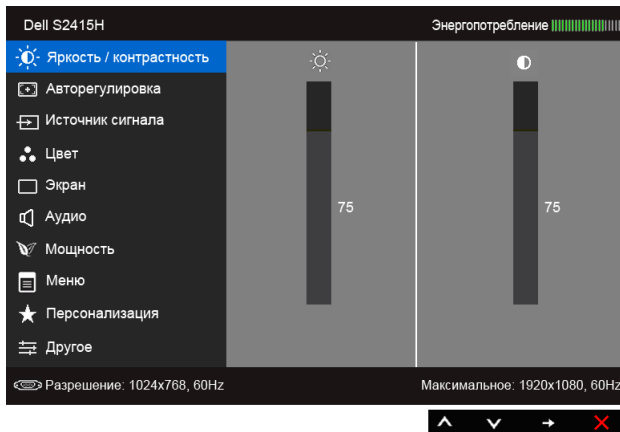 Dell S2415H
Энергопотребление
Яркость / контрастность
Авторегулировка
Источник сигнала
Цвет
Экран
Аудио
Мощность
Меню
Персонализация
Другое
75
75
Разрешение: 1024x768, 60Hz
Максимальное: 1920x1080, 60Hz